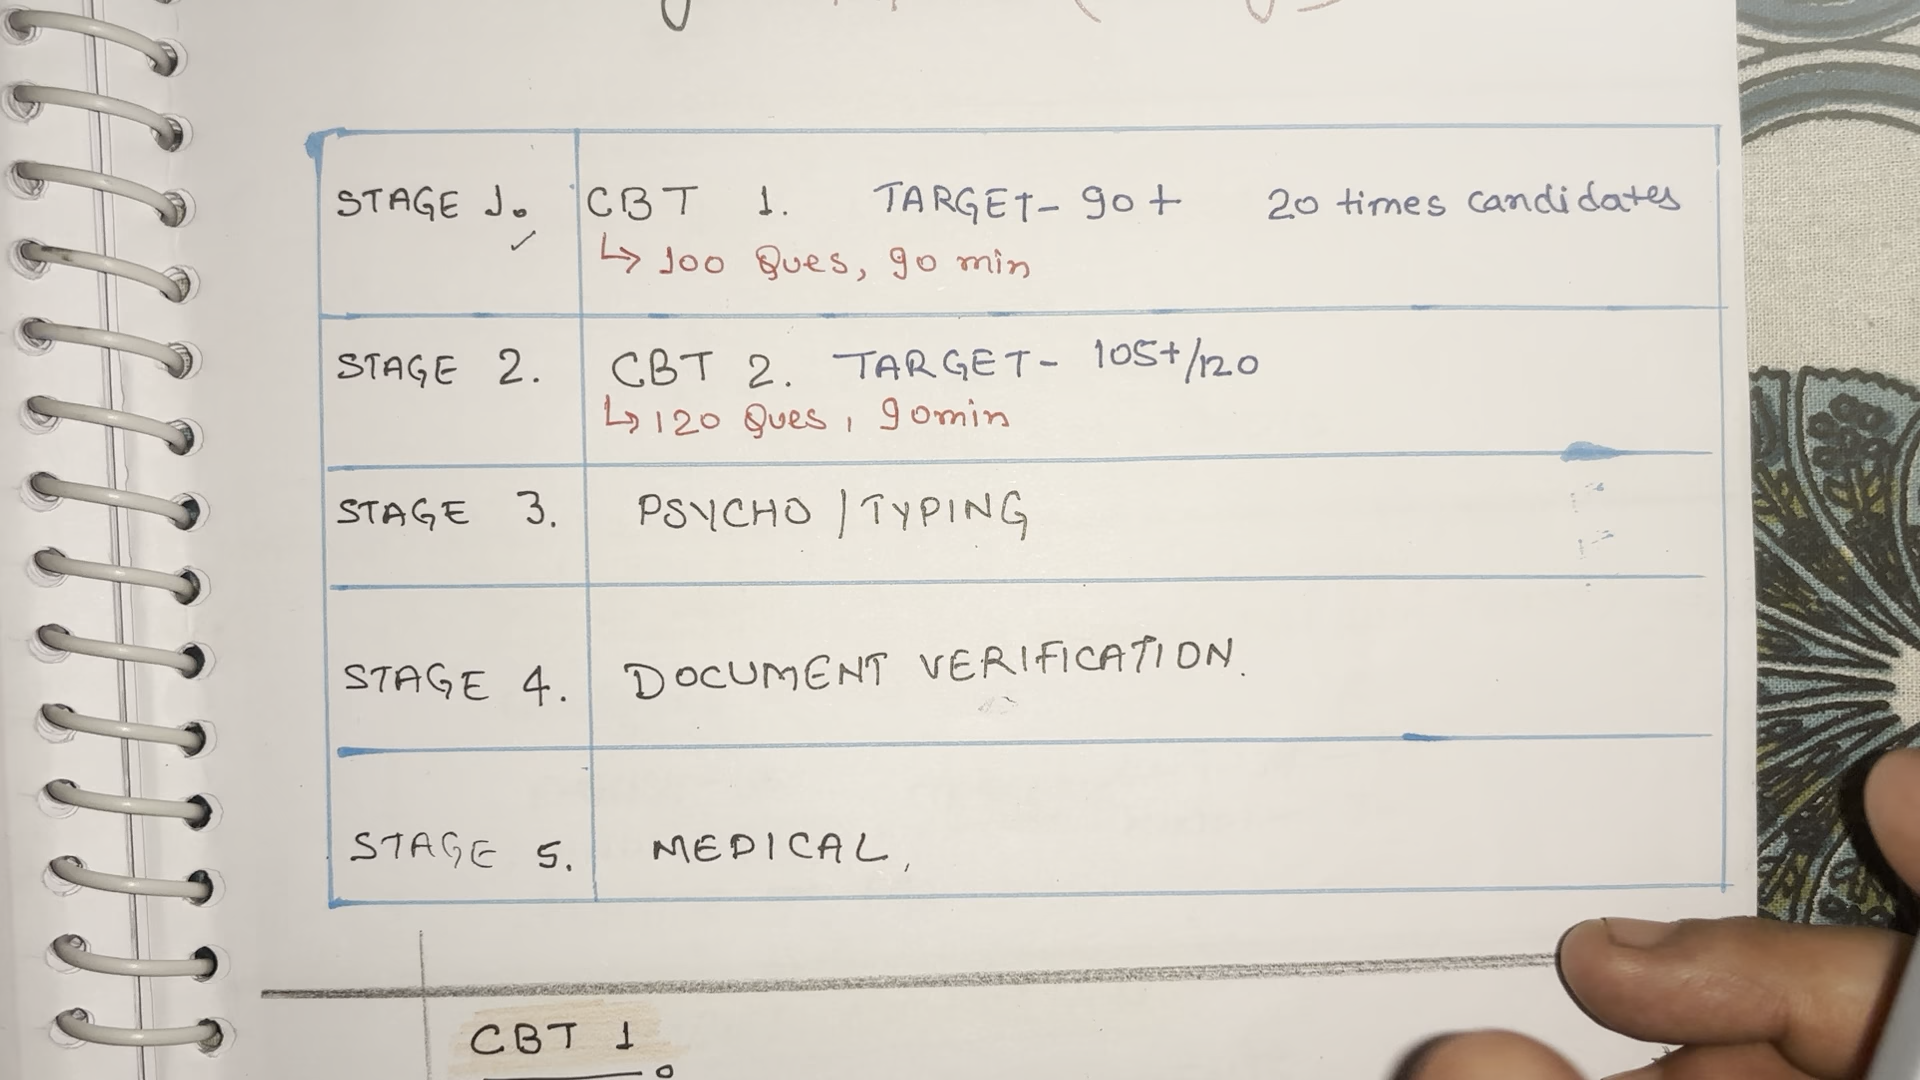 STAGE 1. CBT 1. TARGET- 90+ 20 times candidates
↳ 100 Ques, 90 min
STAGE 2. CBT 2. TARGET- 105+/120
↳ 120 Ques, 90min
STAGE 3. PSYCHO / TYPING
STAGE 4. DOCUMENT VERIFICATION.
STAGE 5. MEDICAL,
CBT 1